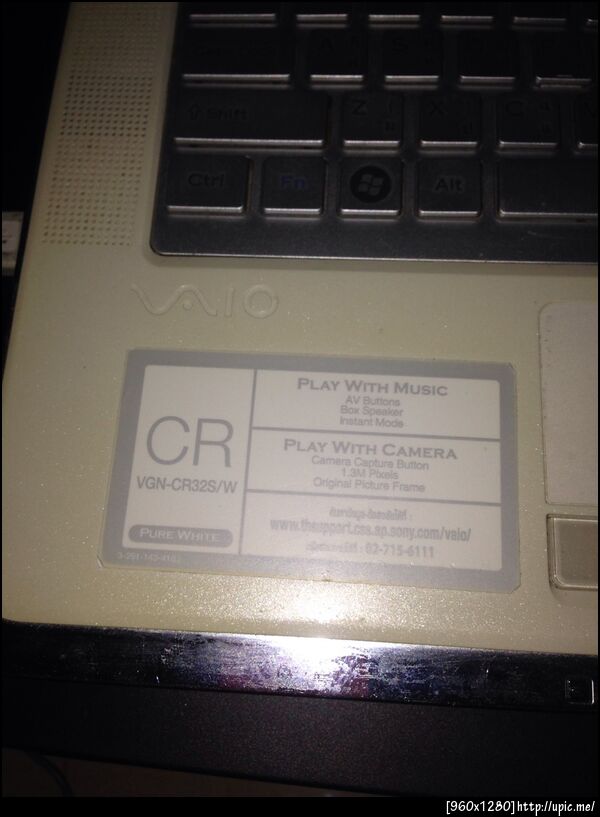 A
S
Shift
Z
X
C
Ctrl
Fn
Alt
VAIO
CR
VGN-CR32S/W
PURE WHITE
PLAY WITH MUSIC
AV Buttons
Box Speaker
Instant Mode
PLAY WITH CAMERA
Camera Capture Button
1.3M Pixels
Original Picture Frame
www.thsupport.css.ap.sony.com/vaio/
: 02-715-6111
[960x1280]http://upic.me/